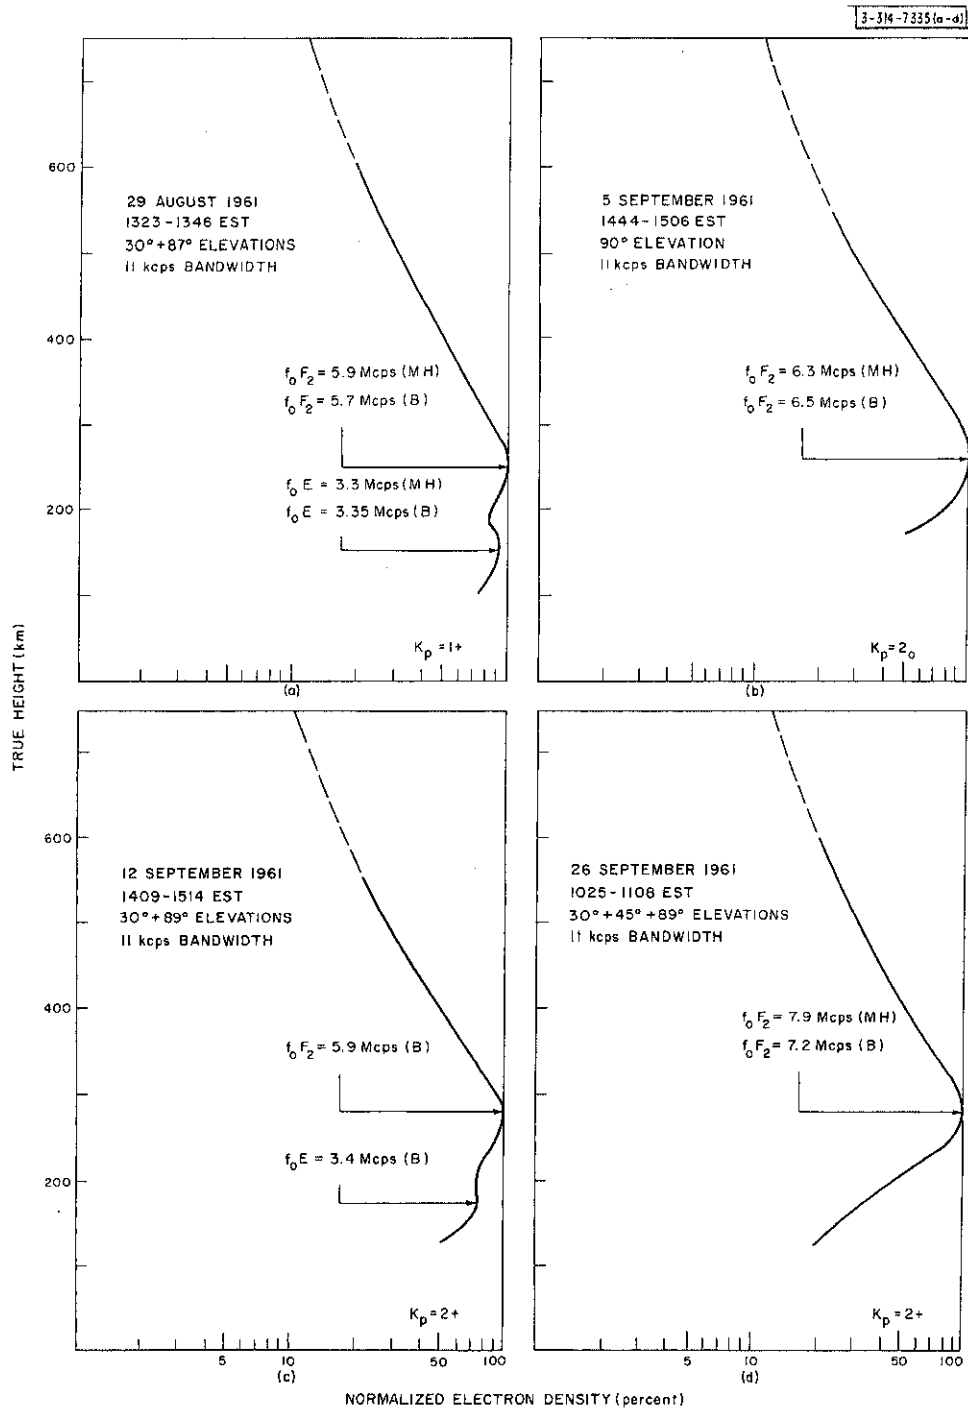 3-314-7335(a-d)
600
400
200
29 AUGUST 1961
1323-1346 EST
30°+87° ELEVATIONS
11 kcps BANDWIDTH
f₀F₂ = 5.9 Mcps (MH)
f₀F₂ = 5.7 Mcps (B)
f₀E = 3.3 Mcps (MH)
f₀E = 3.35 Mcps (B)
Kp = 1+
(a)
5 SEPTEMBER 1961
1444-1506 EST
90° ELEVATION
11 kcps BANDWIDTH
f₀F₂ = 6.3 Mcps (MH)
f₀F₂ = 6.5 Mcps (B)
Kp = 2₀
(b)
TRUE HEIGHT (km)
600
400
200
12 SEPTEMBER 1961
1409-1514 EST
30°+89° ELEVATIONS
11 kcps BANDWIDTH
f₀F₂ = 5.9 Mcps (B)
f₀E = 3.4 Mcps (B)
Kp = 2+
5 10 50 100
(c)
26 SEPTEMBER 1961
1025-1108 EST
30°+45°+89° ELEVATIONS
11 kcps BANDWIDTH
f₀F₂ = 7.9 Mcps (MH)
f₀F₂ = 7.2 Mcps (B)
Kp = 2+
5 10 50 100
(d)
NORMALIZED ELECTRON DENSITY (percent)